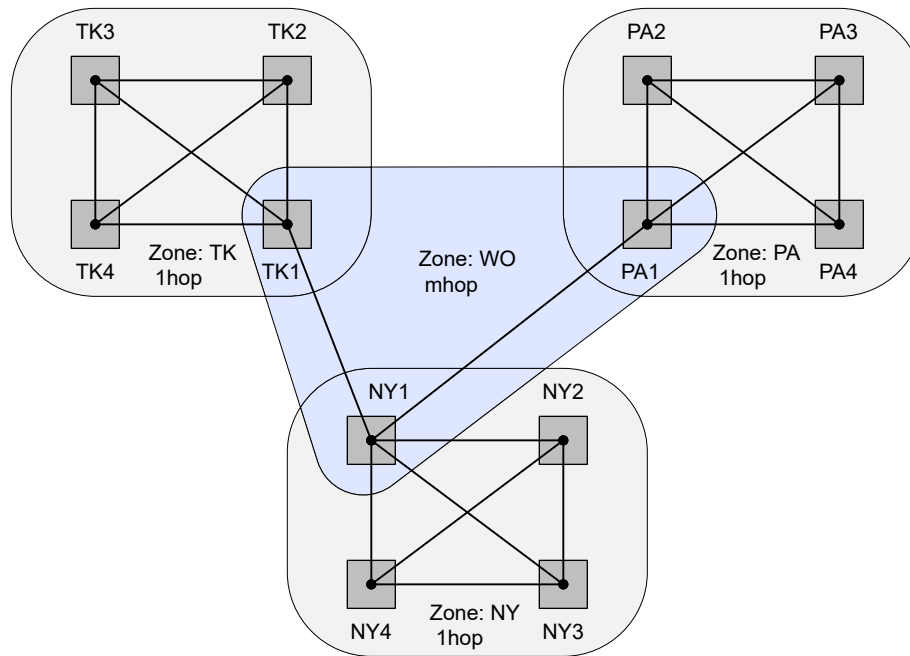 TK3 TK2
PA2 PA3
Zone: TK
1hop
TK4 TK1
Zone: WO
mhop
Zone: PA
1hop
PA1 PA4
NY1 NY2
Zone: NY
1hop
NY4 NY3